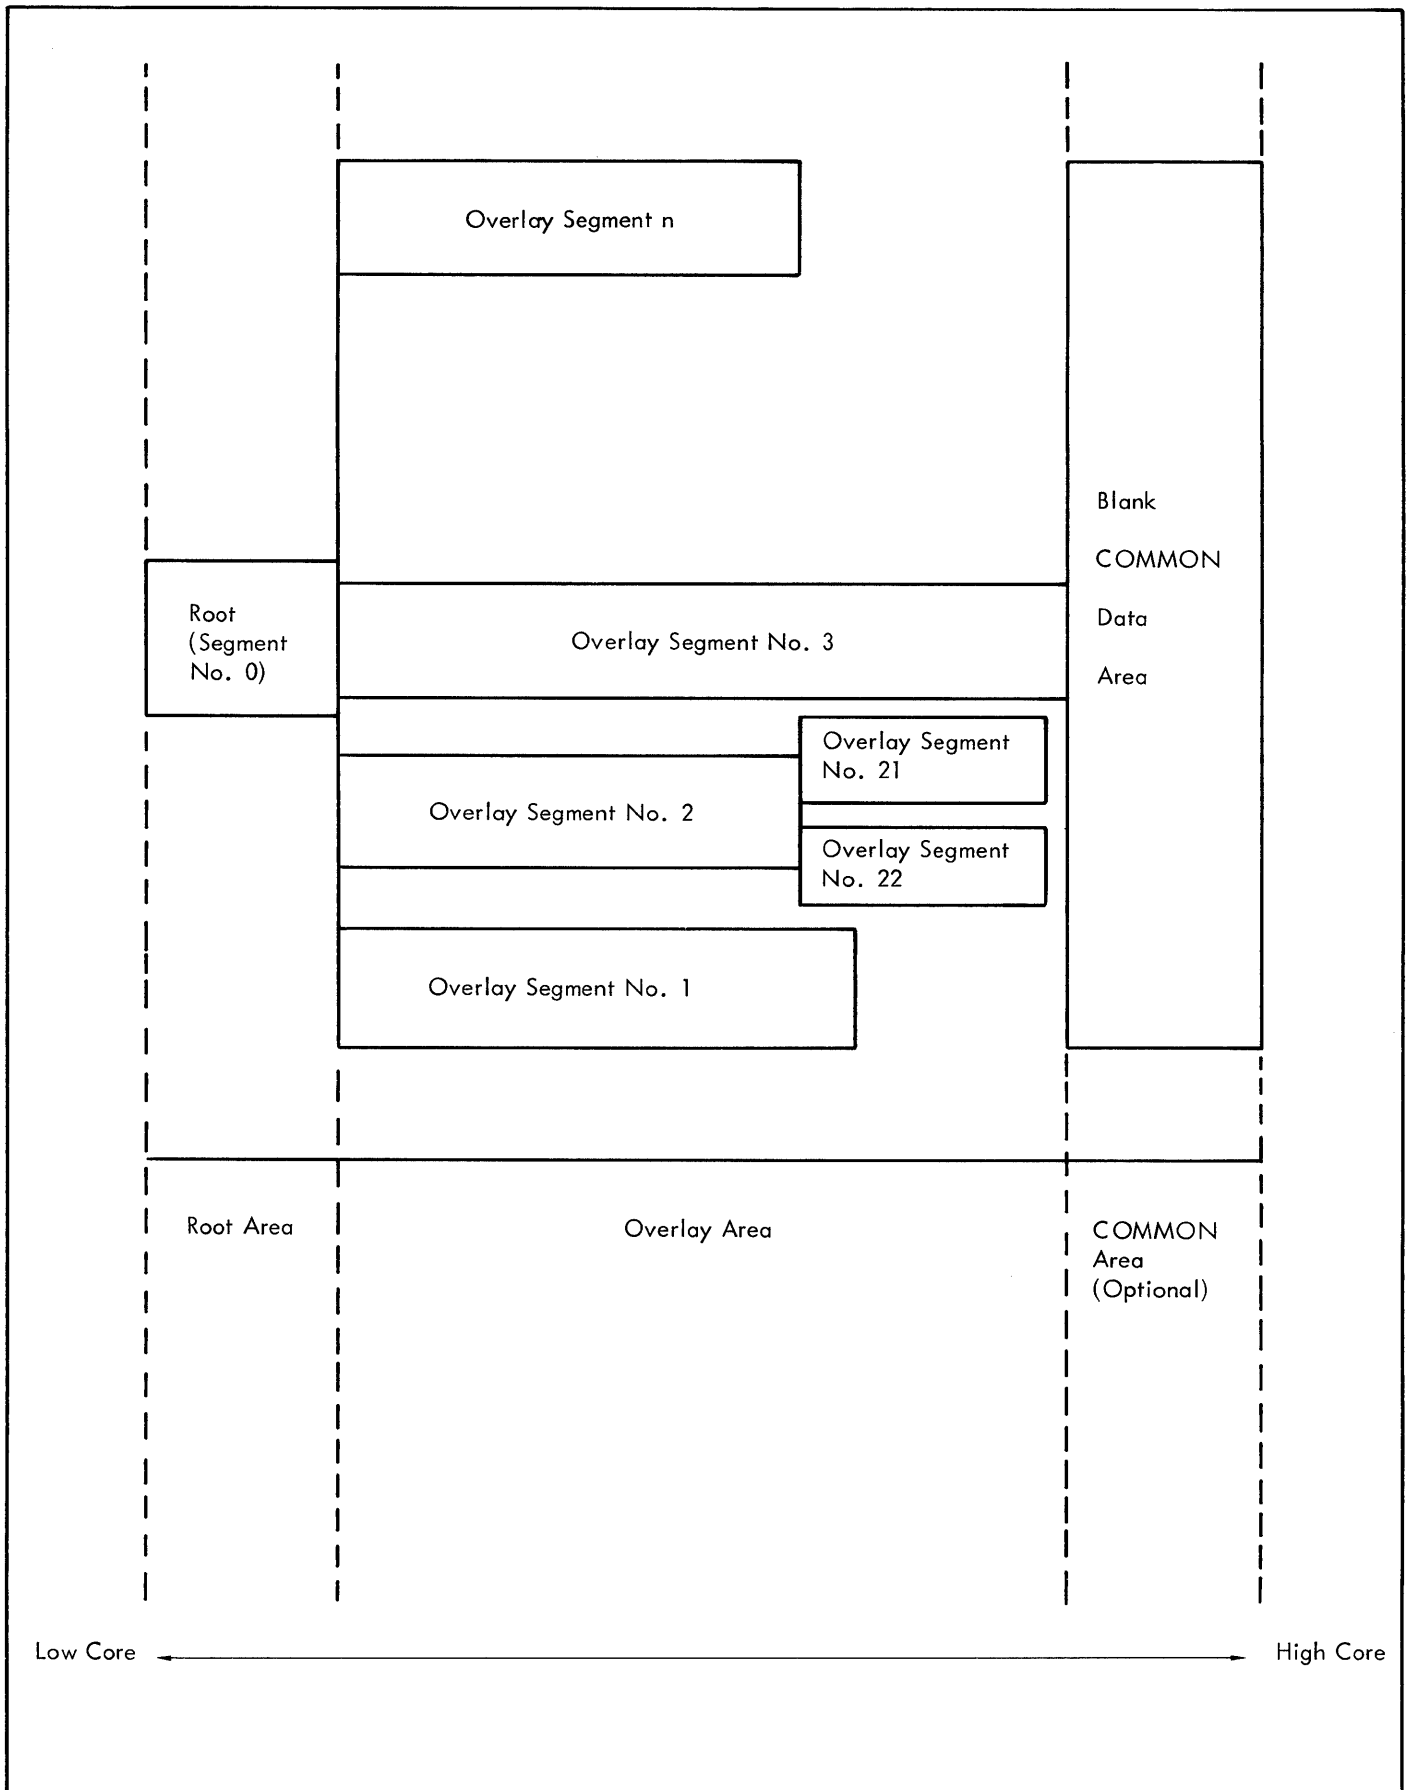 Overlay Segment n
Blank
COMMON
Data
Area
Root
(Segment
No. 0)
Overlay Segment No. 3
Overlay Segment
No. 21
Overlay Segment No. 2
Overlay Segment
No. 22
Overlay Segment No. 1
Root Area
Overlay Area
COMMON
Area
(Optional)
Low Core
High Core